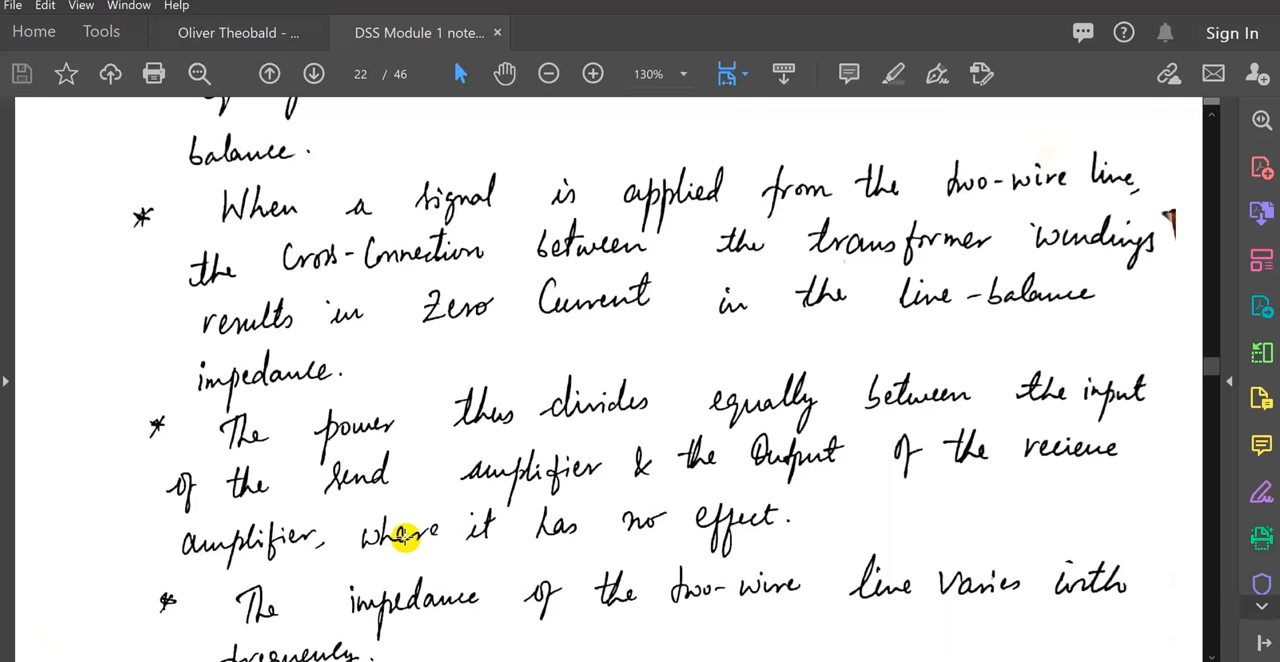 File Edit View Window Help
Home Tools Oliver Theobald - ... DSS Module 1 note... × Sign In
22 / 46 130%
balance.
* When a signal is applied from the two-wire line,
the Cross-Connection between the transformer windings
results in Zero Current in the line-balance
impedance.
* The power thus divides equally between the input
of the send amplifier & the Output of the recieve
amplifier, where it has no effect.
* The impedance of the two-wire line varies with
frequency.